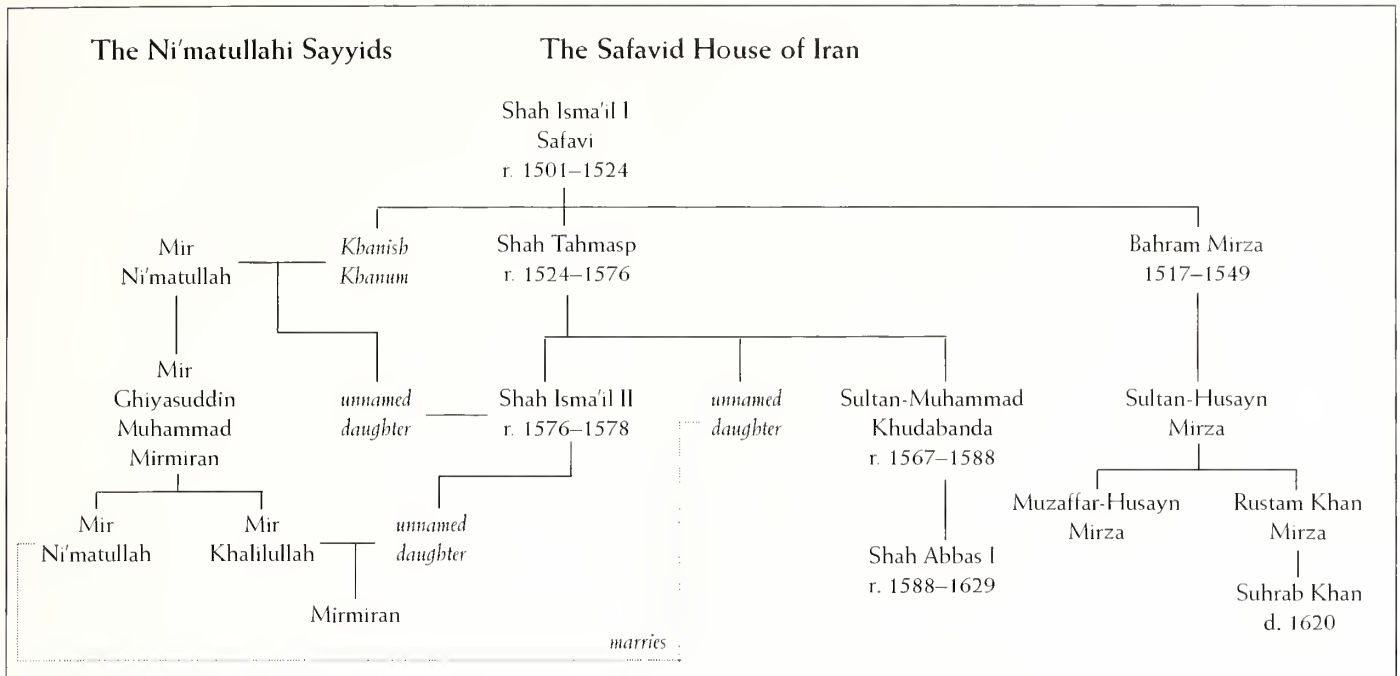 The Ni'matullahi Sayyids
The Safavid House of Iran
Shah Isma'il I
Safavi
r. 1501–1524
Mir
Ni'matullah
Khanish
Khanum
Shah Tahmasp
r. 1524–1576
Bahram Mirza
1517–1549
Mir
Ghiyasuddin
Muhammad
Mirmiran
unnamed
daughter
Shah Isma'il II
r. 1576–1578
unnamed
daughter
Sultan-Muhammad
Khudabanda
r. 1567–1588
Sultan-Husayn
Mirza
Mir
Ni'matullah
Mir
Khalilullah
unnamed
daughter
Shah Abbas I
r. 1588–1629
Muzaffar-Husayn
Mirza
Rustam Khan
Mirza
Mirmiran
Suhrab Khan
d. 1620
marries